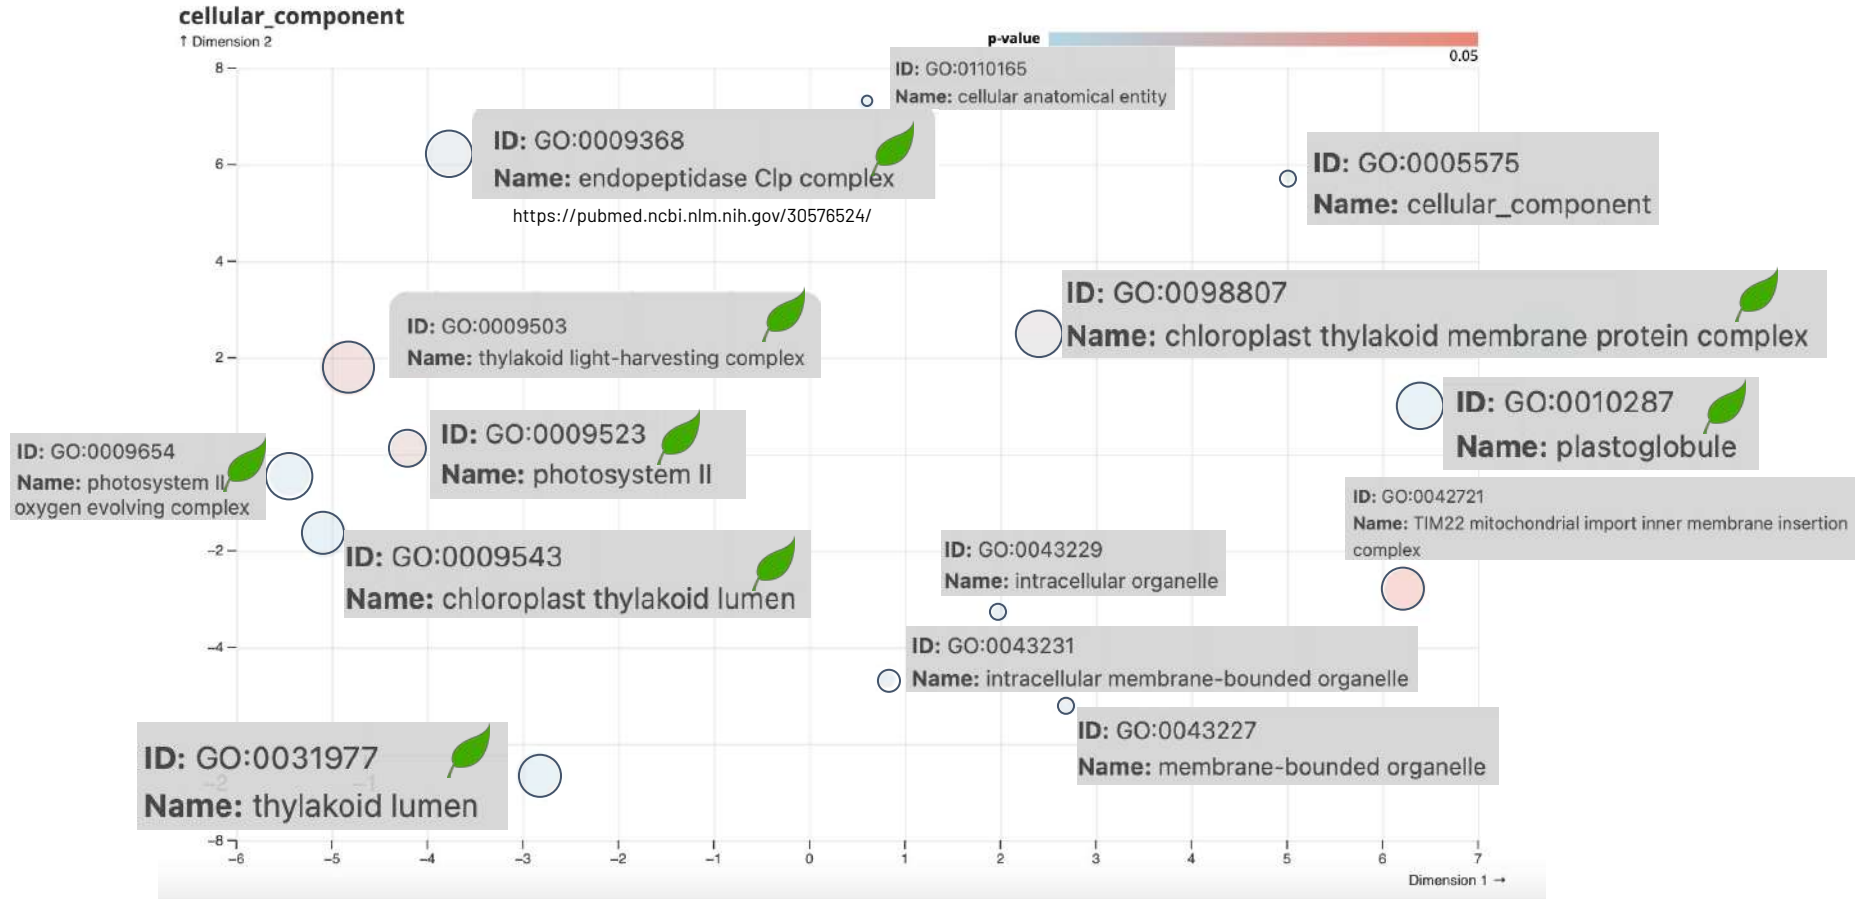 cellular_component
↑ Dimension 2
p-value
0.05
8
ID: GO:0110165
Name: cellular anatomical entity
ID: GO:0009368
Name: endopeptidase Clp complex
https://pubmed.ncbi.nlm.nih.gov/30576524/
6
ID: GO:0005575
Name: cellular_component
4
ID: GO:0098807
Name: chloroplast thylakoid membrane protein complex
ID: GO:0009503
Name: thylakoid light-harvesting complex
2
ID: GO:0010287
Name: plastoglobule
ID: GO:0009523
Name: photosystem II
ID: GO:0009654
Name: photosystem II
oxygen evolving complex
ID: GO:0042721
Name: TIM22 mitochondrial import inner membrane insertion
complex
−2
ID: GO:0009543
Name: chloroplast thylakoid lumen
ID: GO:0043229
Name: intracellular organelle
−4
ID: GO:0043231
Name: intracellular membrane-bounded organelle
ID: GO:0043227
Name: membrane-bounded organelle
ID: GO:0031977
Name: thylakoid lumen
−2 −1
−8
−6 −5 −4 −3 −2 −1 0 1 2 3 4 5 6 7
Dimension 1 →